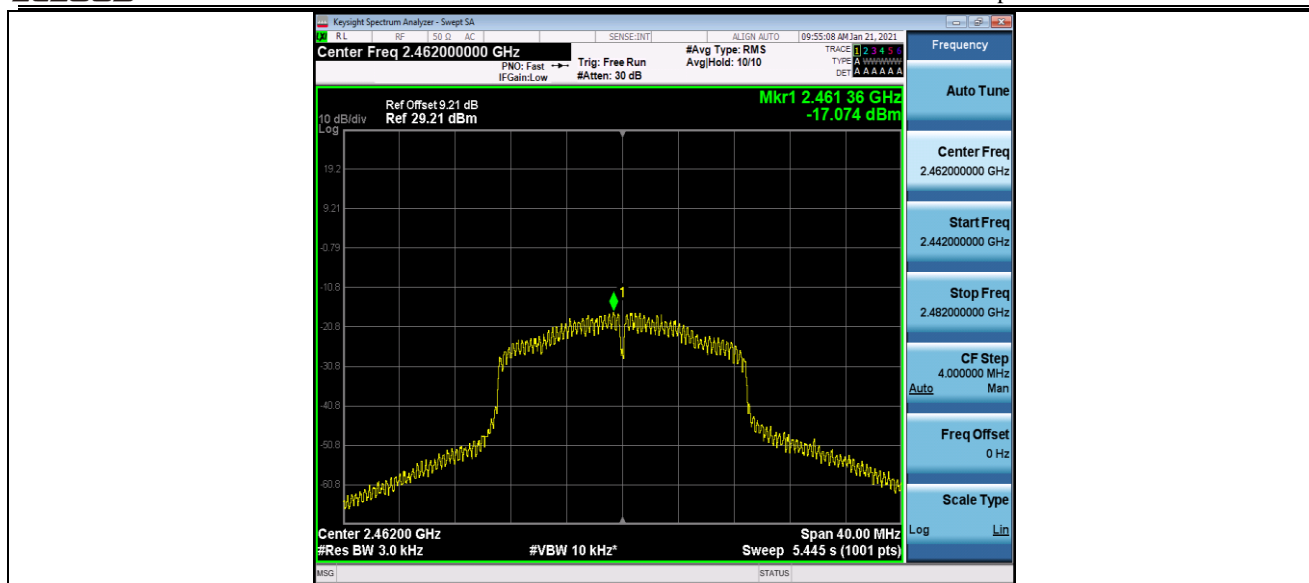 Keysight Spectrum Analyzer - Swept SA
RL RF 50 Ω AC SENSE:INT ALIGN AUTO 09:55:08 AM Jan 21, 2021
Center Freq 2.462000000 GHz
PNO: Fast
IFGain:Low
Trig: Free Run
#Atten: 30 dB
#Avg Type: RMS
Avg|Hold: 10/10
TRACE 1 2 3 4 5 6
TYPE A WWWWW
DET A A A A A A
Mkr1 2.461 36 GHz
-17.074 dBm
Ref Offset 9.21 dB
10 dB/div Ref 29.21 dBm
Log
19.2
9.21
-0.79
-10.8
1
-20.8
-30.8
-40.8
-50.8
-60.8
Center 2.46200 GHz Span 40.00 MHz
#Res BW 3.0 kHz #VBW 10 kHz* Sweep 5.445 s (1001 pts)
MSG STATUS
Frequency
Auto Tune
Center Freq
2.462000000 GHz
Start Freq
2.442000000 GHz
Stop Freq
2.482000000 GHz
CF Step
4.000000 MHz
Auto Man
Freq Offset
0 Hz
Scale Type
Log Lin